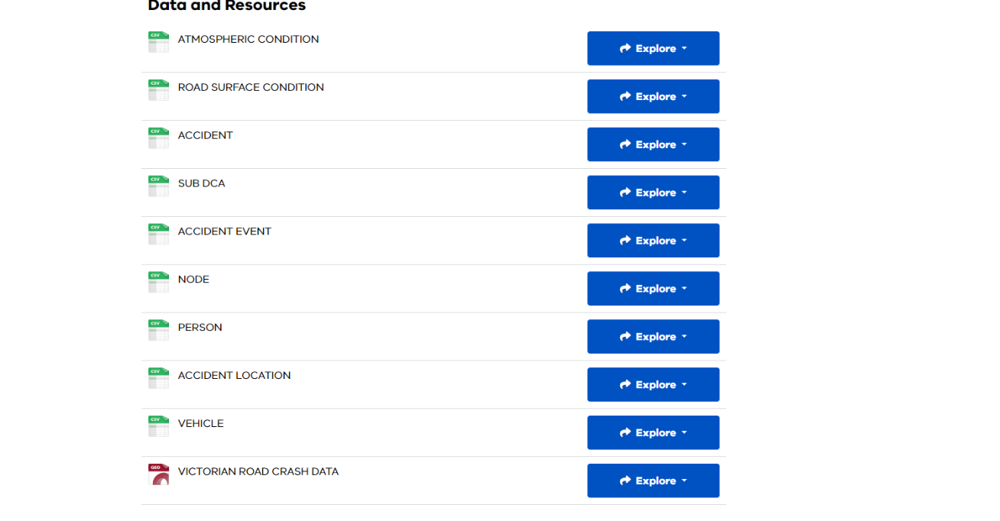 Data and Resources
CSV
ATMOSPHERIC CONDITION
Explore
CSV
ROAD SURFACE CONDITION
Explore
CSV
ACCIDENT
Explore
CSV
SUB DCA
Explore
CSV
ACCIDENT EVENT
Explore
CSV
NODE
Explore
CSV
PERSON
Explore
CSV
ACCIDENT LOCATION
Explore
CSV
VEHICLE
Explore
GEO
VICTORIAN ROAD CRASH DATA
Explore